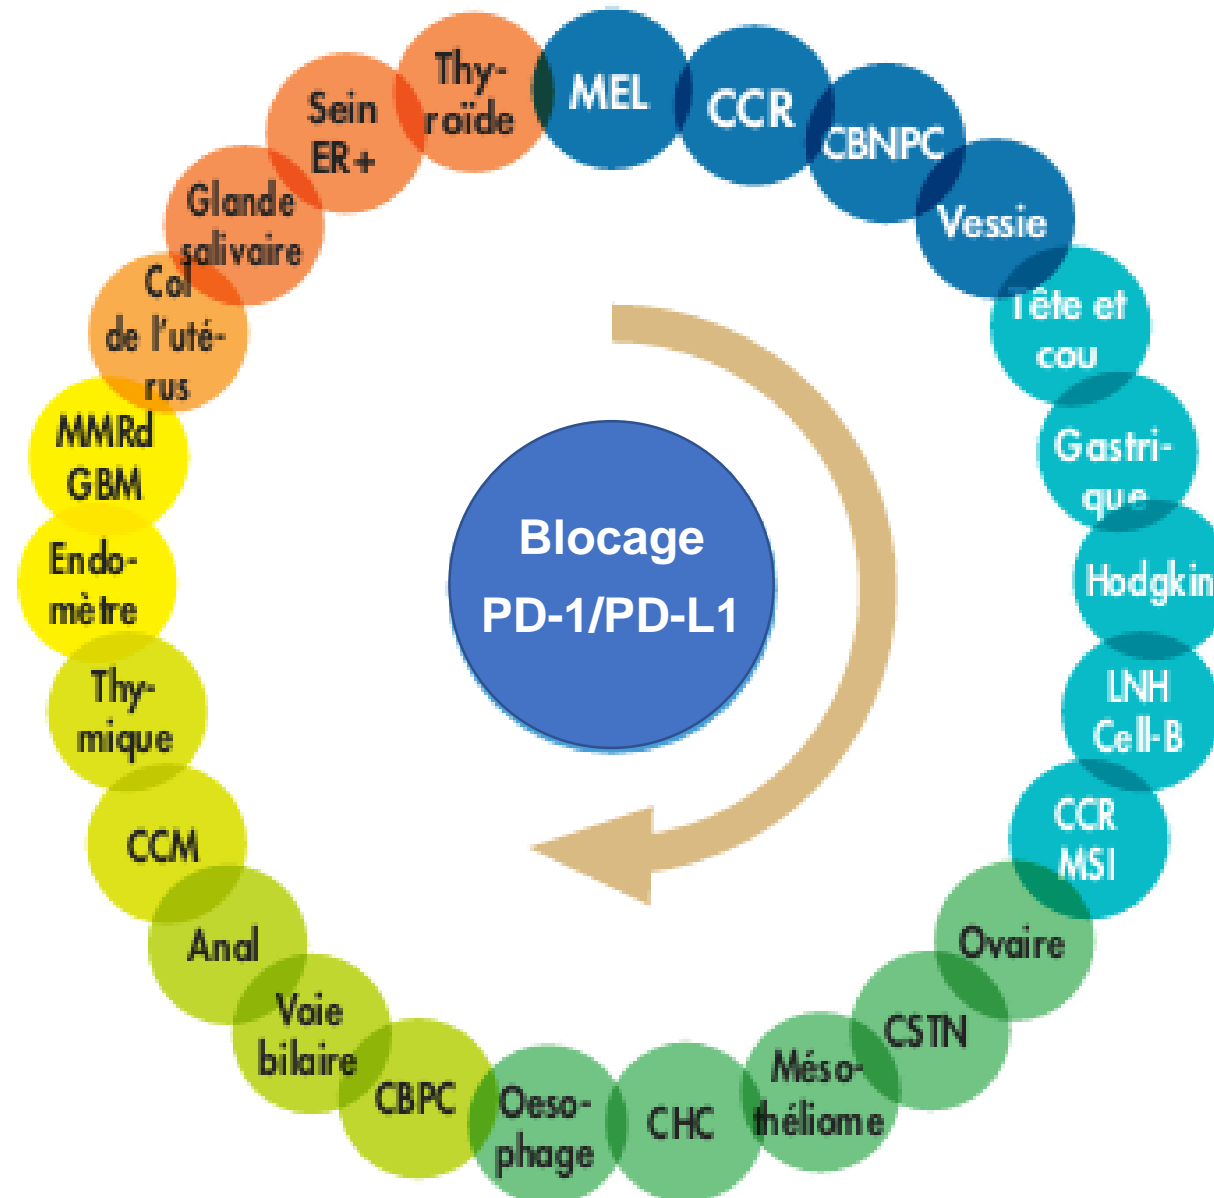 MEL
CCR
CBNPC
Vessie
Tête et
cou
Gastri-
que
Hodgkin
LNH
Cell-B
CCR
MSI
Ovaire
CSTN
Méso-
théliome
CHC
Oeso-
phage
CBPC
Voie
bilaire
Anal
CCM
Thy-
mique
Endo-
mètre
MMRd
GBM
Col
de l'uté-
rus
Glande
salivaire
Sein
ER+
Thy-
roïde
Blocage
PD-1/PD-L1